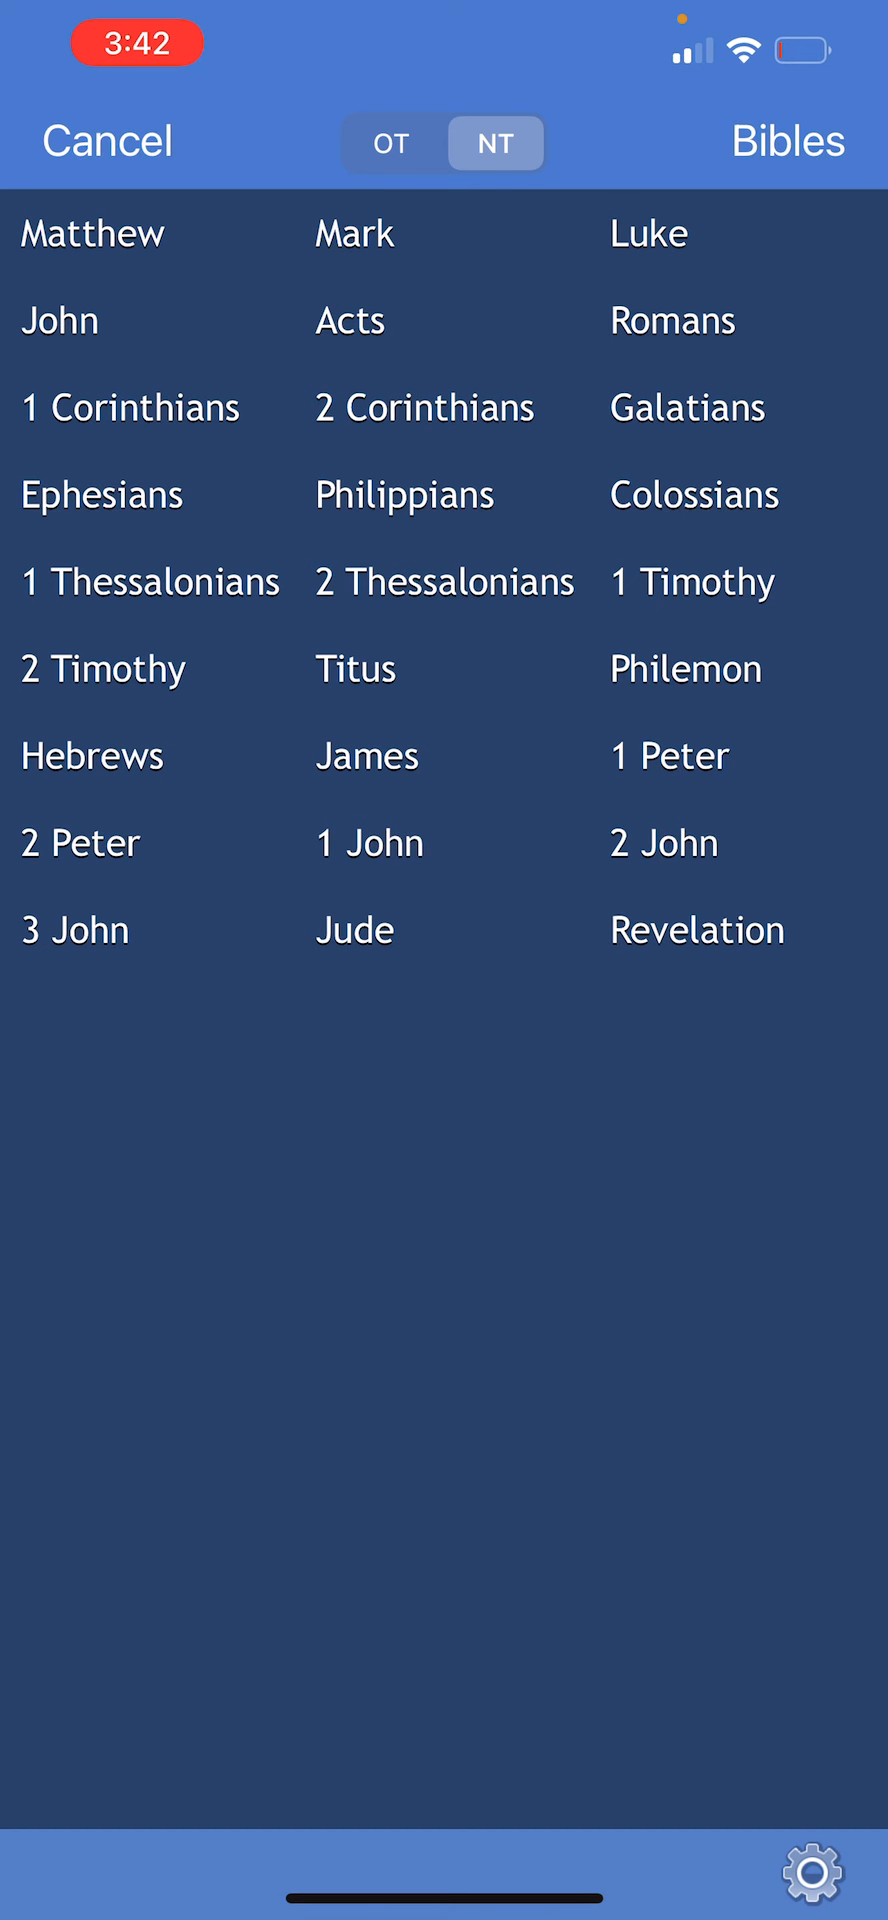 3:42
Cancel OT NT Bibles
Matthew Mark Luke
John Acts Romans
1 Corinthians 2 Corinthians Galatians
Ephesians Philippians Colossians
1 Thessalonians 2 Thessalonians 1 Timothy
2 Timothy Titus Philemon
Hebrews James 1 Peter
2 Peter 1 John 2 John
3 John Jude Revelation